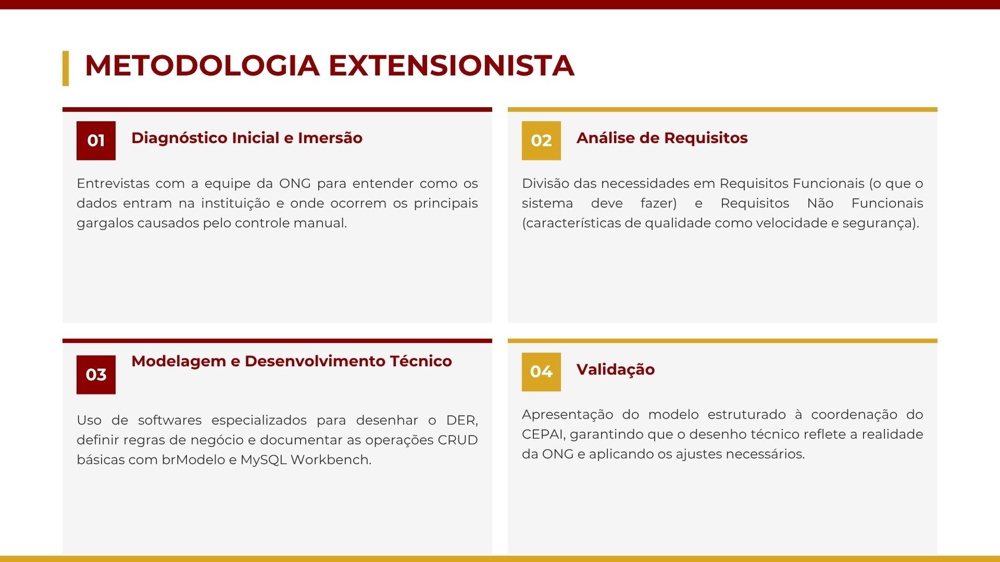 METODOLOGIA EXTENSIONISTA
01
Diagnóstico Inicial e Imersão
Entrevistas com a equipe da ONG para entender como os
dados entram na instituição e onde ocorrem os principais
gargalos causados pelo controle manual.
02
Análise de Requisitos
Divisão das necessidades em Requisitos Funcionais (o que o
sistema deve fazer) e Requisitos Não Funcionais
(características de qualidade como velocidade e segurança).
03
Modelagem e Desenvolvimento Técnico
Uso de softwares especializados para desenhar o DER,
definir regras de negócio e documentar as operações CRUD
básicas com brModelo e MySQL Workbench.
04
Validação
Apresentação do modelo estruturado à coordenação do
CEPAI, garantindo que o desenho técnico reflete a realidade
da ONG e aplicando os ajustes necessários.